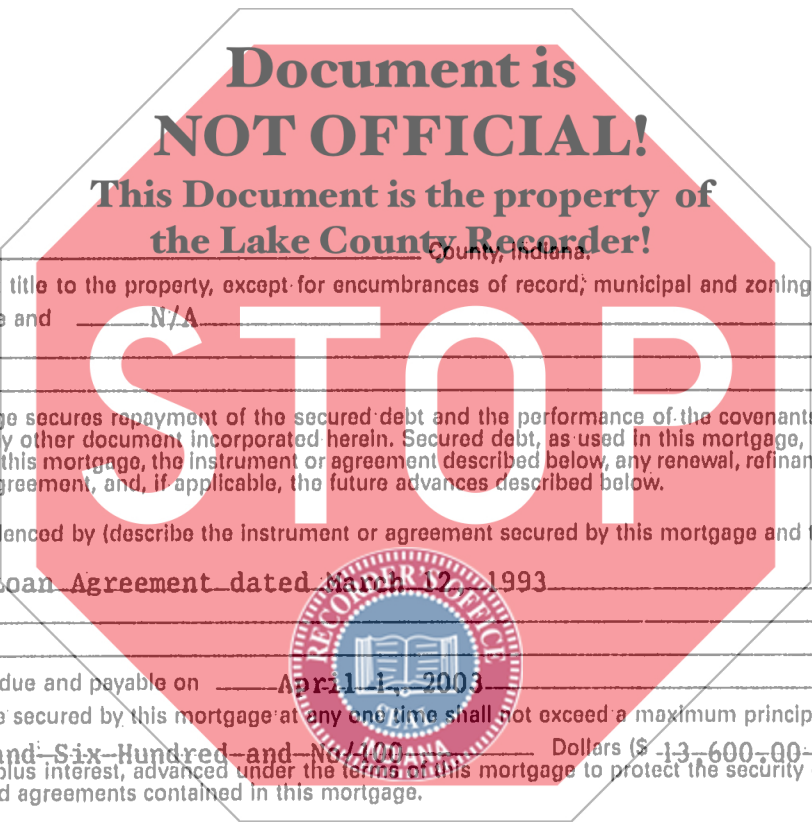 Document is
NOT OFFICIAL!
This Document is the property of
the Lake County Recorder!
County, Indiana.
title to the property, except for encumbrances of record, municipal and zoning
and N/A
STOP
ge secures repayment of the secured debt and the performance of the covenants
y other document incorporated herein. Secured debt, as used in this mortgage,
this mortgage, the instrument or agreement described below, any renewal, refinan
greement, and, if applicable, the future advances described below.
denced by (describe the instrument or agreement secured by this mortgage and t
Loan Agreement dated March 12, 1993
RECORDER'S OFFICE
due and payable on April 1, 2003
e secured by this mortgage at any one time shall not exceed a maximum princip
SEAL
and Six Hundred and No/100 Dollars ($ 13,600.00
INDIANA
plus interest, advanced under the terms of this mortgage to protect the security
d agreements contained in this mortgage.